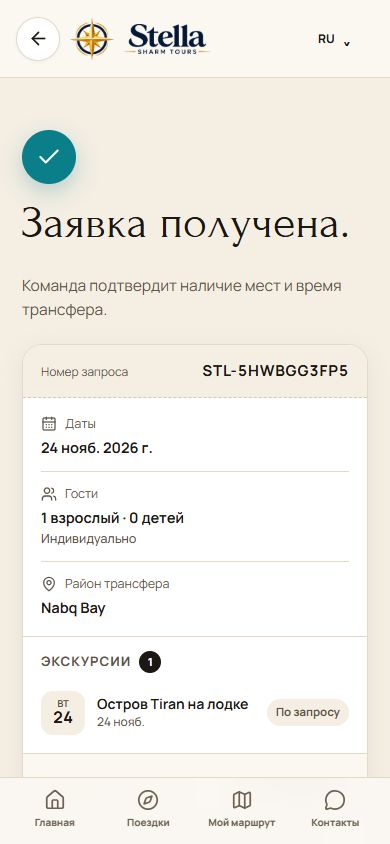 Stella
SHARM TOURS
RU
Заявка получена.
Команда подтвердит наличие мест и время
трансфера.
Номер запроса
STL-5HWBGG3FP5
Даты
24 нояб. 2026 г.
Гости
1 взрослый · 0 детей
Индивидуально
Район трансфера
Nabq Bay
ЭКСКУРСИИ 1
ВТ
24
Остров Tiran на лодке
24 нояб.
По запросу
Главная
Поездки
Мой маршрут
Контакты